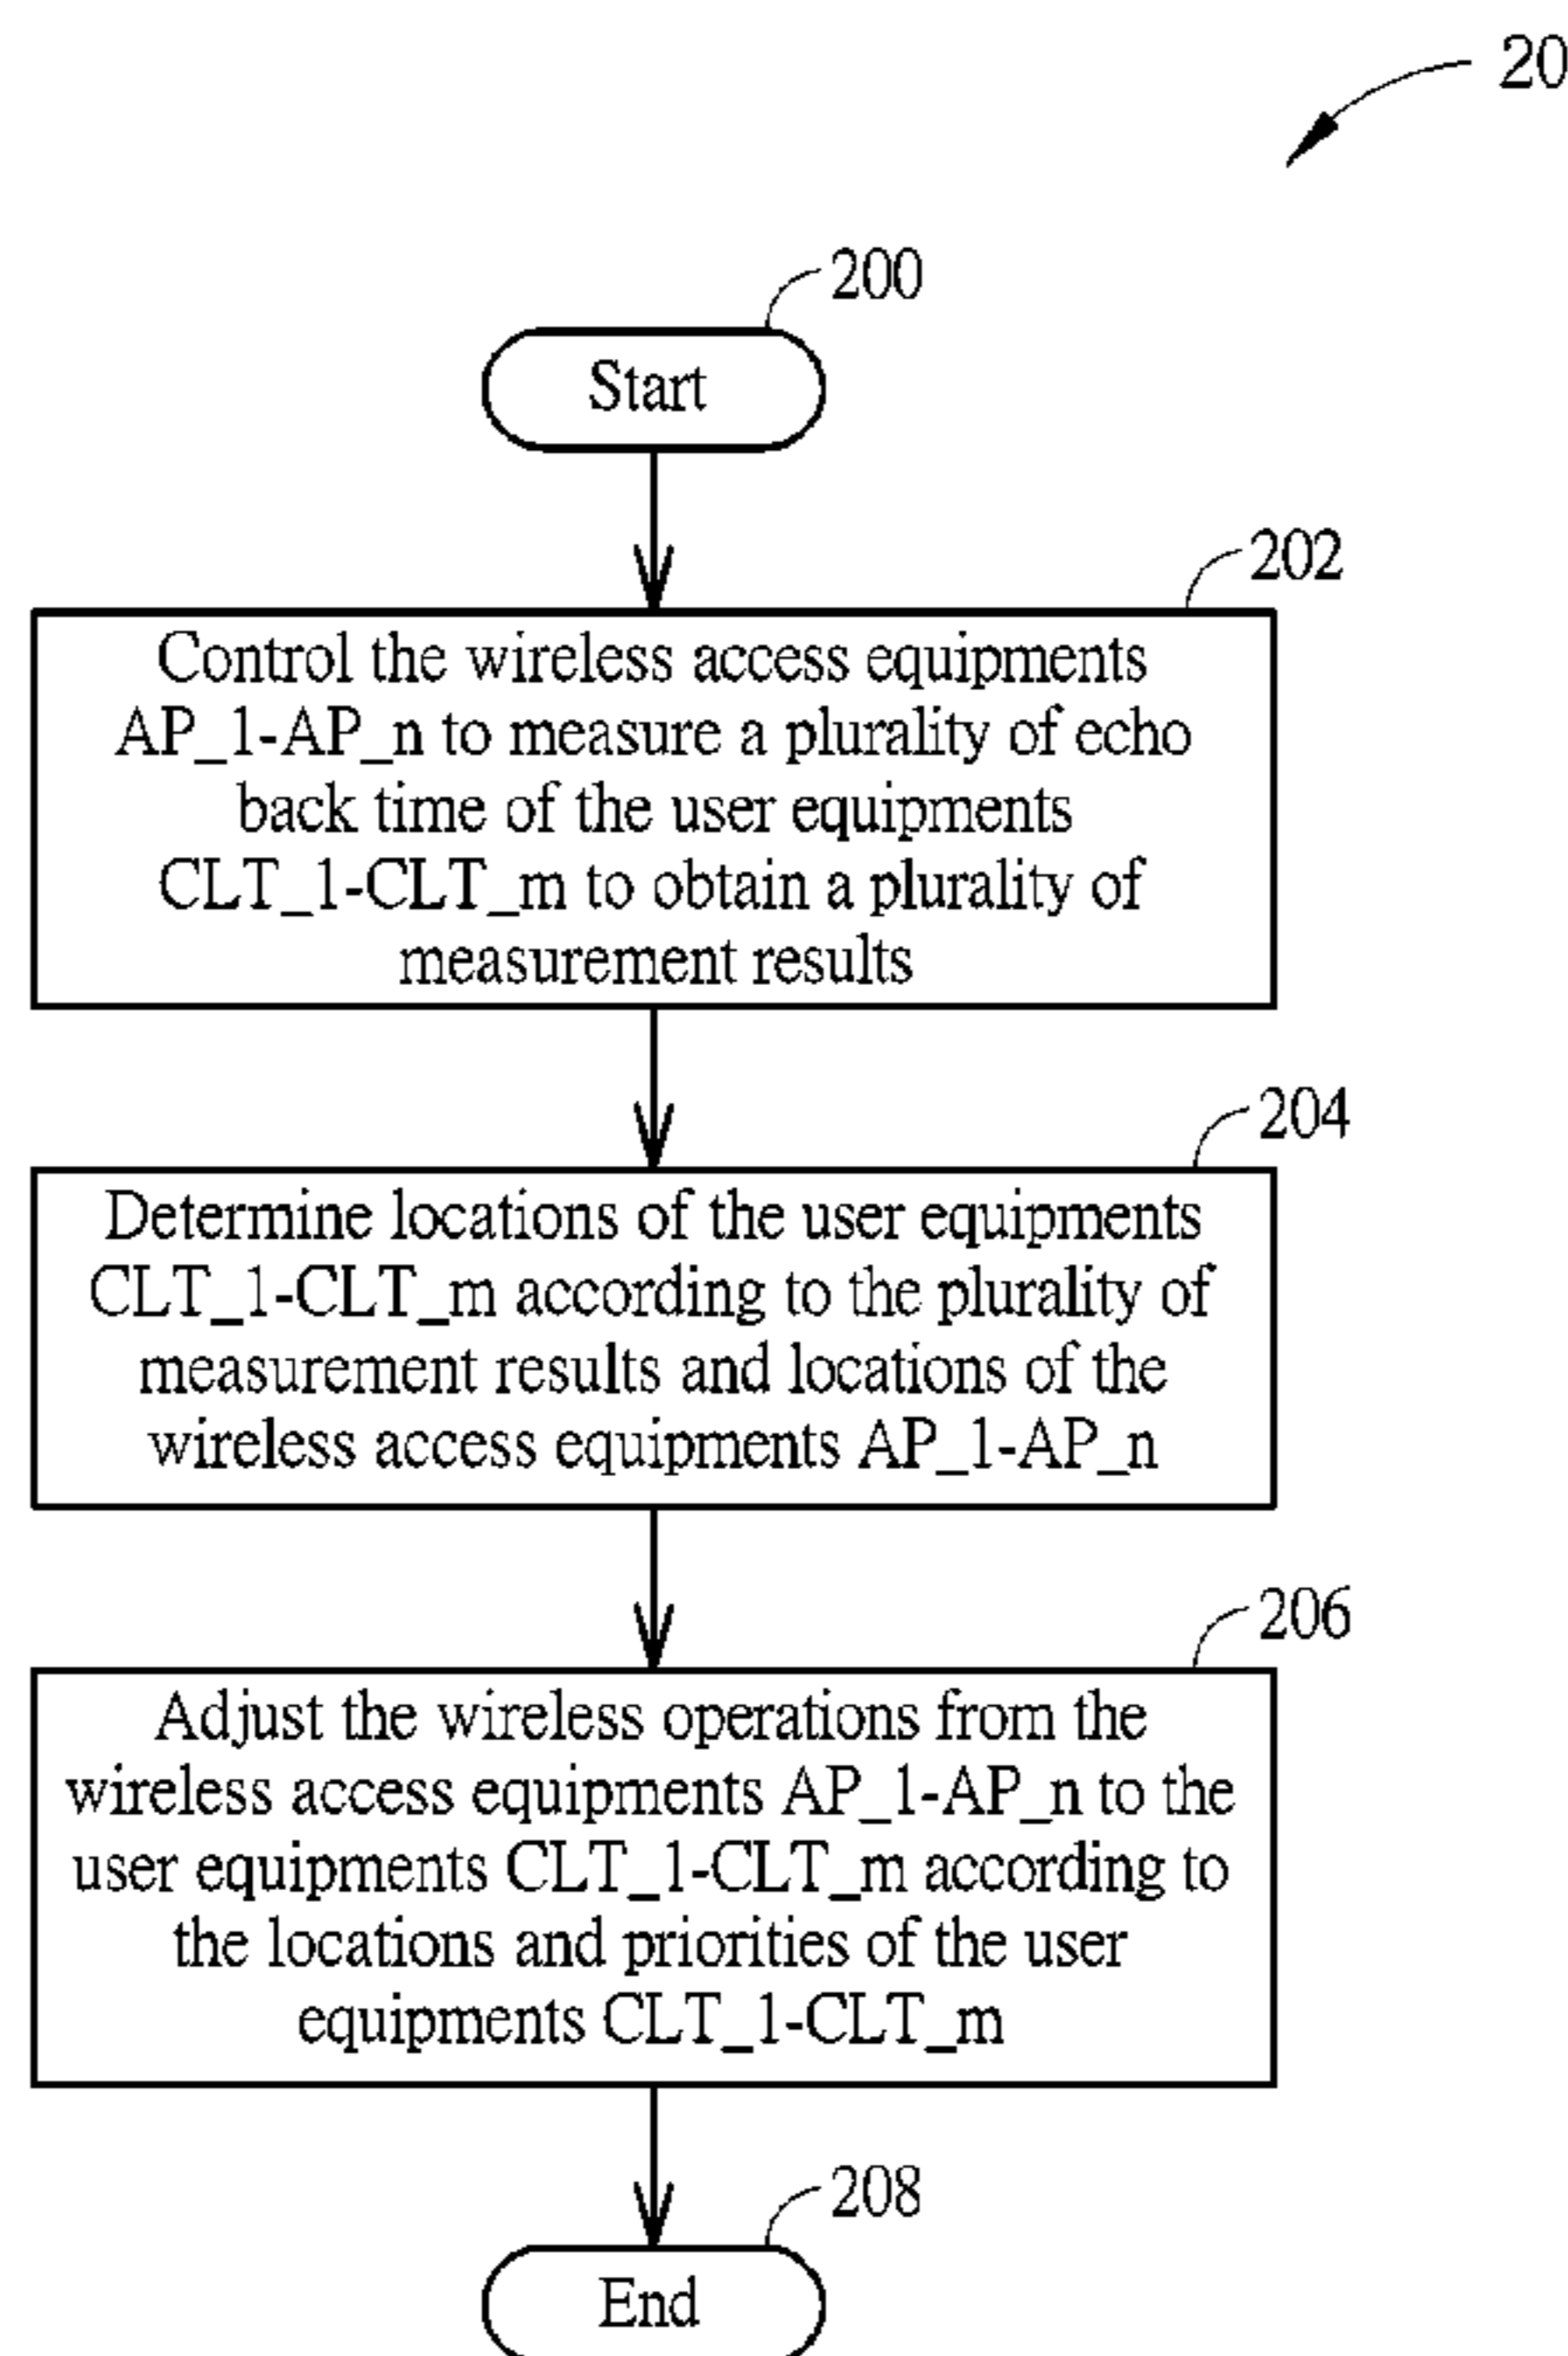 20
200
Start
202
Control the wireless access equipments
AP_1-AP_n to measure a plurality of echo
back time of the user equipments
CLT_1-CLT_m to obtain a plurality of
measurement results
204
Determine locations of the user equipments
CLT_1-CLT_m according to the plurality of
measurement results and locations of the
wireless access equipments AP_1-AP_n
206
Adjust the wireless operations from the
wireless access equipments AP_1-AP_n to the
user equipments CLT_1-CLT_m according to
the locations and priorities of the user
equipments CLT_1-CLT_m
208
End